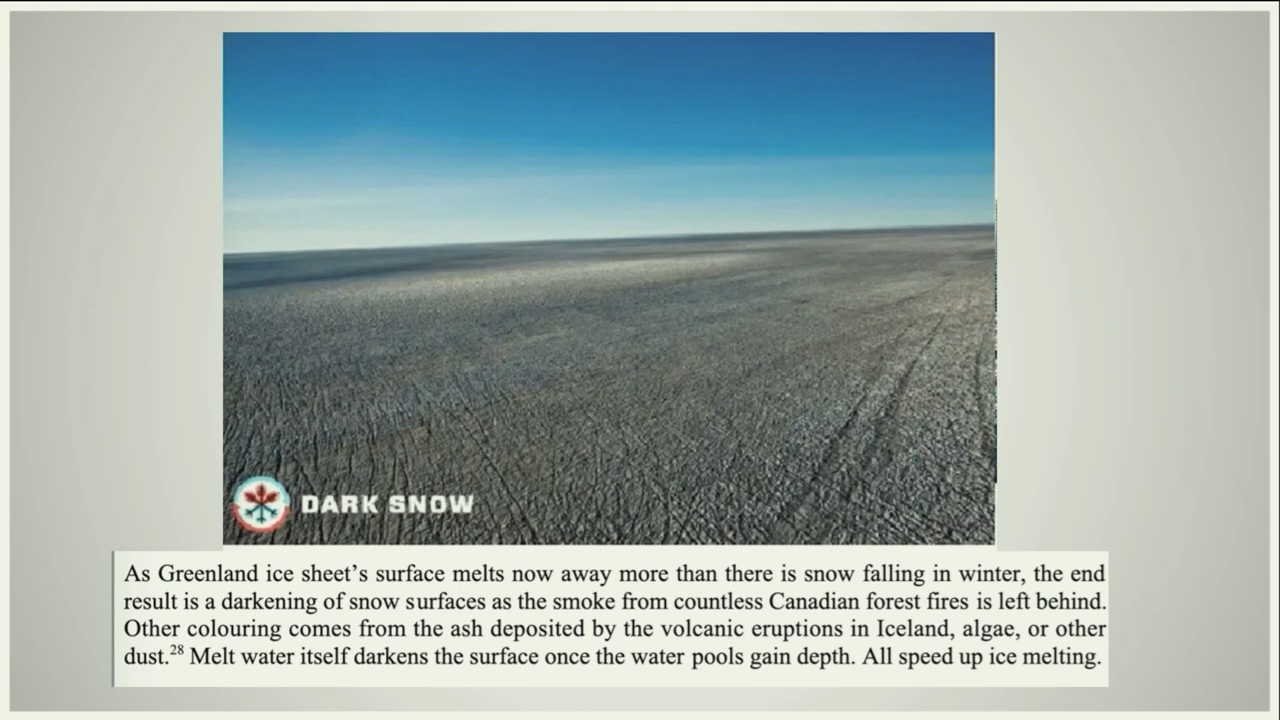 DARK SNOW
As Greenland ice sheet’s surface melts now away more than there is snow falling in winter, the end
result is a darkening of snow surfaces as the smoke from countless Canadian forest fires is left behind.
Other colouring comes from the ash deposited by the volcanic eruptions in Iceland, algae, or other
dust.28 Melt water itself darkens the surface once the water pools gain depth. All speed up ice melting.